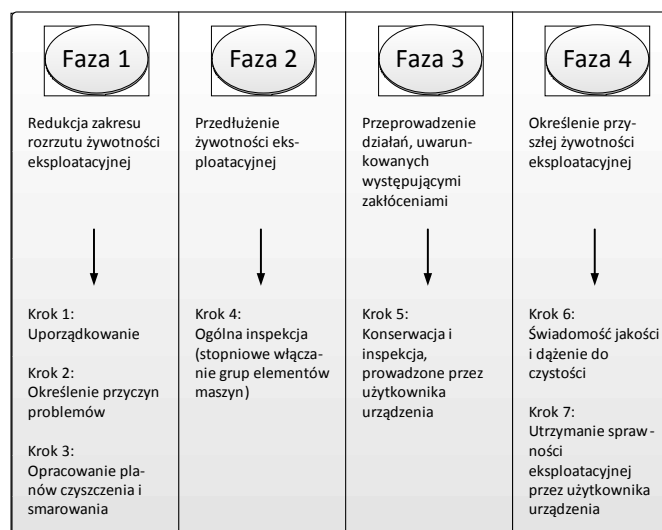 Faza 1
Redukcja zakresu
rozrzutu żywotności
eksploatacyjnej
Krok 1:
Uporządkowanie
Krok 2:
Określenie przyczyn
problemów
Krok 3:
Opracowanie pla-
nów czyszczenia i
smarowania
Faza 2
Przedłużenie
żywotności eks-
ploatacyjnej
Krok 4:
Ogólna inspekcja
(stopniowe włącza-
nie grup elementów
maszyn)
Faza 3
Przeprowadzenie
działań, uwarun-
kowanych
występującymi
zakłóceniami
Krok 5:
Konserwacja i
inspekcja,
prowadzone przez
użytkownika
urządzenia
Faza 4
Określenie przy-
szłej żywotności
eksploatacyjnej
Krok 6:
Świadomość jakości
i dążenie do
czystości
Krok 7:
Utrzymanie spraw-
ności
eksploatacyjnej
przez użytkownika
urządzenia